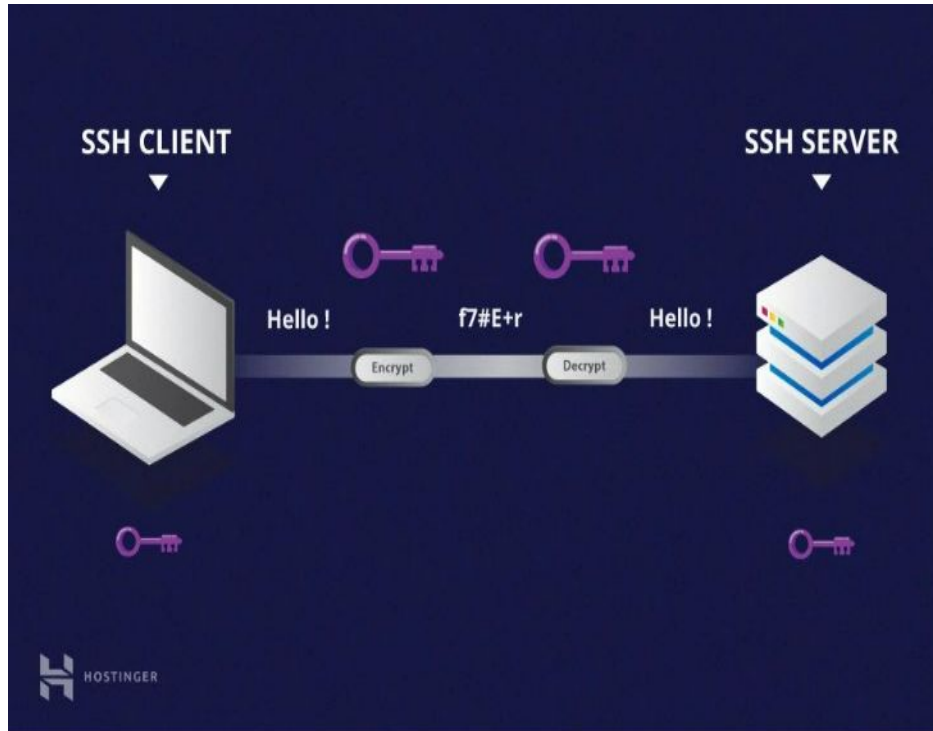 SSH CLIENT
SSH SERVER
Hello !
f7#E+r
Hello !
Encrypt
Decrypt
HOSTINGER